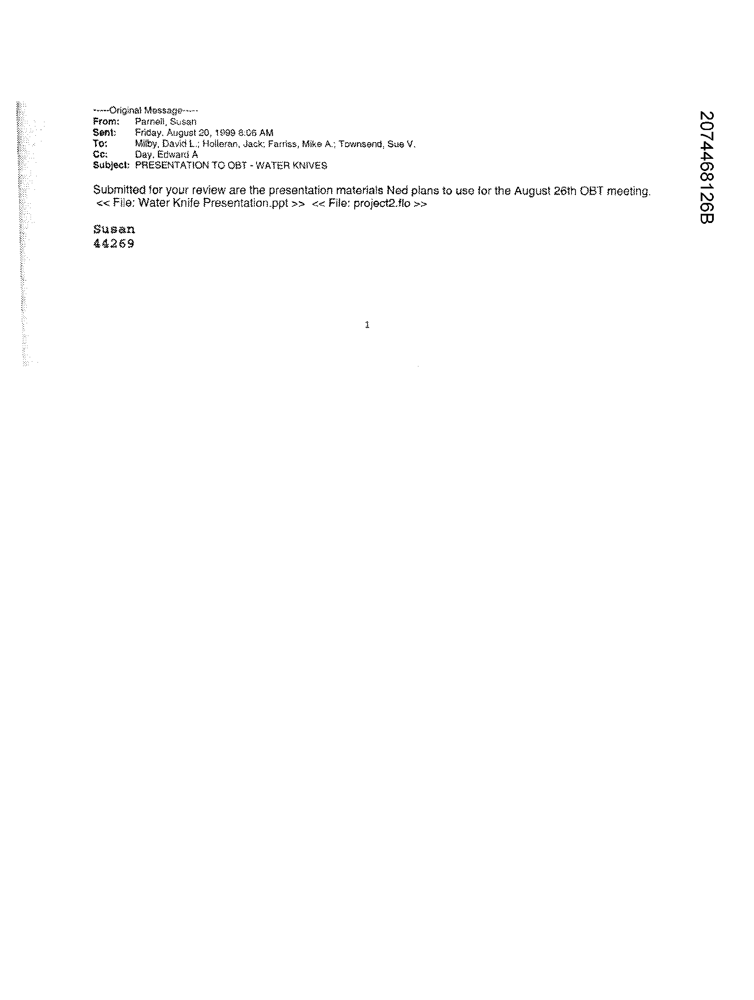 -----Original Message-----
From: Parnell, Susan
Sent: Friday, August 20, 1999 8:06 AM
To: Milby, David L.; Holleran, Jack; Farriss, Mike A.; Townsend, Sue V.
Cc: Day, Edward A
Subject: PRESENTATION TO OBT - WATER KNIVES
Submitted for your review are the presentation materials Ned plans to use for the August 26th OBT meeting.
<< File: Water Knife Presentation.ppt >> << File: project2.flo >>
Susan
44269
1
2074468126B